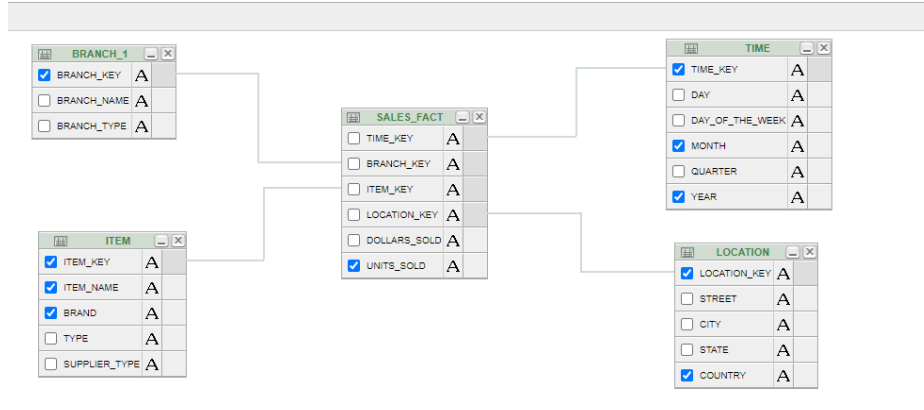 BRANCH_1
BRANCH_KEY A
BRANCH_NAME A
BRANCH_TYPE A
ITEM
ITEM_KEY A
ITEM_NAME A
BRAND A
TYPE A
SUPPLIER_TYPE A
SALES_FACT
TIME_KEY A
BRANCH_KEY A
ITEM_KEY A
LOCATION_KEY A
DOLLARS_SOLD A
UNITS_SOLD A
TIME
TIME_KEY A
DAY A
DAY_OF_THE_WEEK A
MONTH A
QUARTER A
YEAR A
LOCATION
LOCATION_KEY A
STREET A
CITY A
STATE A
COUNTRY A